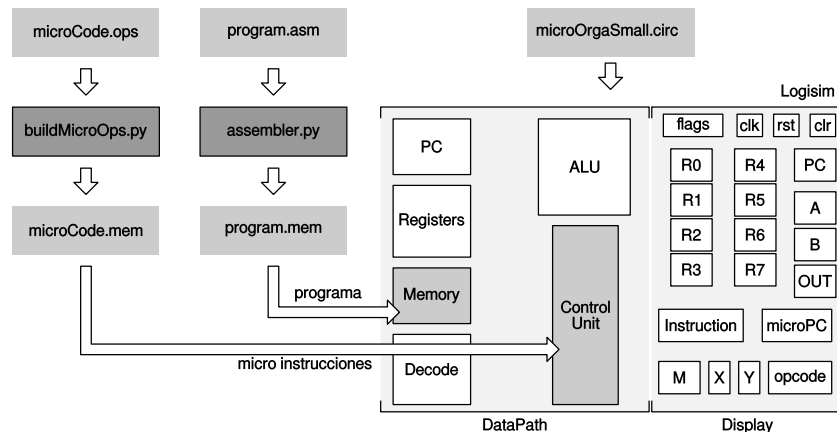 microCode.ops
program.asm
microOrgaSmall.circ
Logisim
buildMicroOps.py
assembler.py
microCode.mem
program.mem
programa
micro instrucciones
PC
Registers
Memory
Decode
ALU
Control
Unit
DataPath
flags
clk
rst
clr
R0
R4
PC
R1
R5
A
R2
R6
B
R3
R7
OUT
Instruction
microPC
M
X
Y
opcode
Display